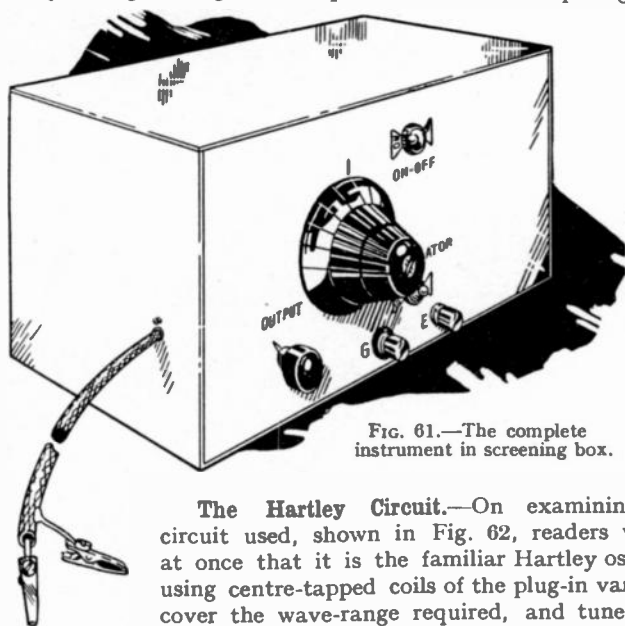 ON-OFF
ATOR
OUTPUT
G
E
FIG. 61.—The complete
instrument in screening box.
The Hartley Circuit.—On examinin
circuit used, shown in Fig. 62, readers
at once that it is the familiar Hartley os
using centre-tapped coils of the plug-in var
cover the wave-range required, and tune